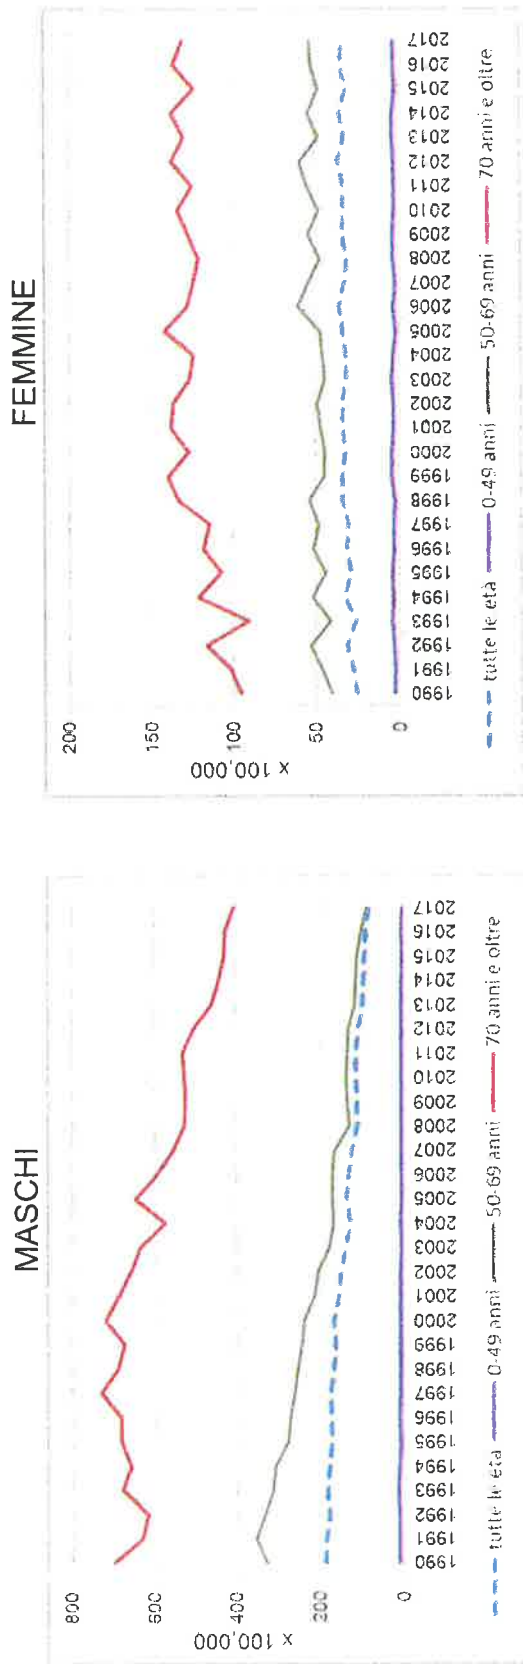 MASCHI
x 100,000
800
600
400
200
0
1990 1991 1992 1993 1994 1995 1996 1997 1998 1999 2000 2001 2002 2003 2004 2005 2006 2007 2008 2009 2010 2011 2012 2013 2014 2015 2016 2017
tutte le età 0-49 anni 50-69 anni 70 anni e oltre
FEMMINE
x 100,000
200
150
100
50
0
1990 1991 1992 1993 1994 1995 1996 1997 1998 1999 2000 2001 2002 2003 2004 2005 2006 2007 2008 2009 2010 2011 2012 2013 2014 2015 2016 2017
tutte le età 0-49 anni 50-69 anni 70 anni e oltre